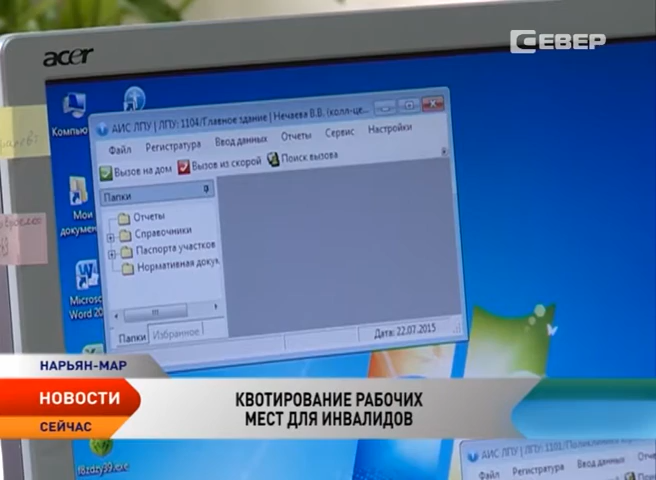 СЕВЕР
acer
АИС ЛПУ | ЛПУ: 1104/Главное здание | Нечаева В.В. (колл-це...
Файл Регистратура Ввод данных Отчеты Сервис Настройки
Вызов на дом Вызов из скорой Поиск вызова
Папки
Отчеты
Справочники
Паспорта участков
Нормативная докум
Папки Избранное
Дата: 22.07.2015
Компью
Мои
докумен
Microso
Word 20
НАРЬЯН-МАР
НОВОСТИ
СЕЙЧАС
КВОТИРОВАНИЕ РАБОЧИХ
МЕСТ ДЛЯ ИНВАЛИДОВ
АИС ЛПУ | ЛПУ: 1101/Поликлиника
Файл Регистратура Ввод данных